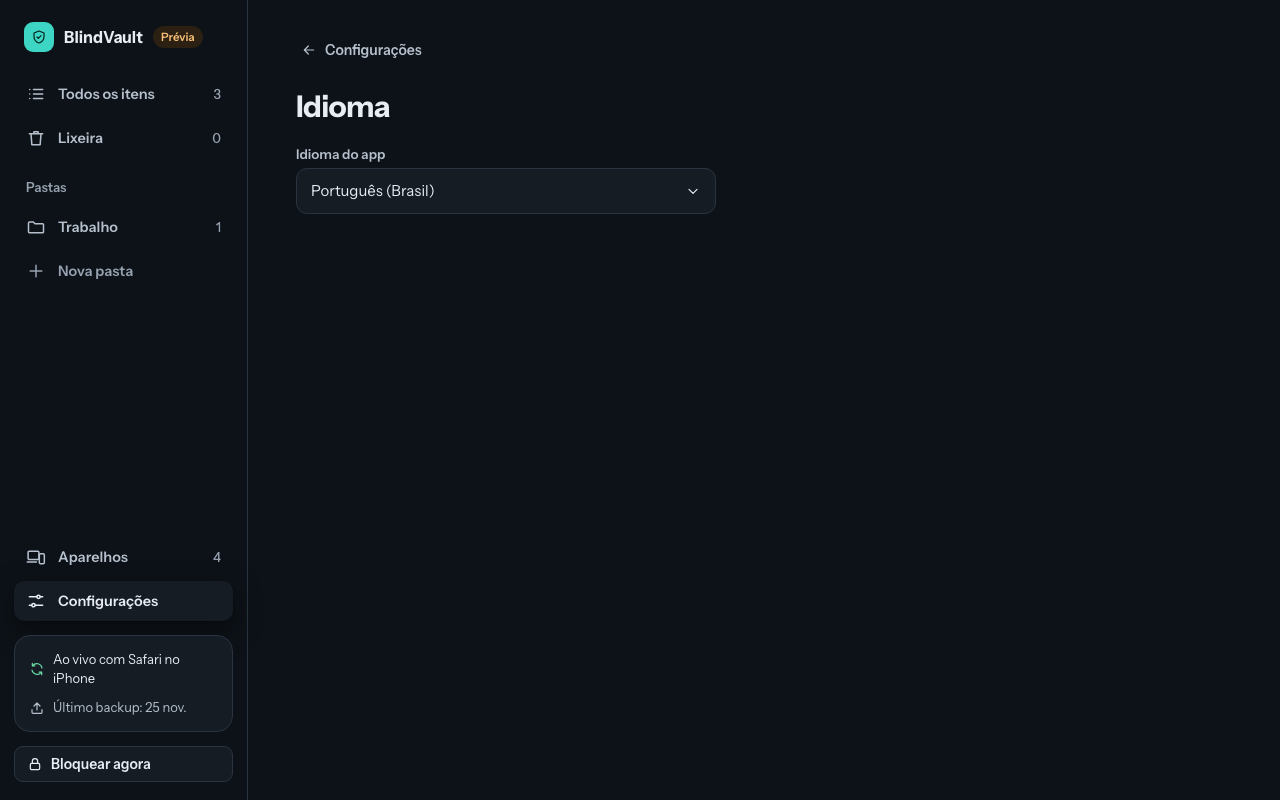 BlindVault Prévia
Todos os itens 3
Lixeira 0
Pastas
Trabalho 1
Nova pasta
Aparelhos 4
Configurações
Ao vivo com Safari no
iPhone
Último backup: 25 nov.
Bloquear agora
Configurações
Idioma
Idioma do app
Português (Brasil)